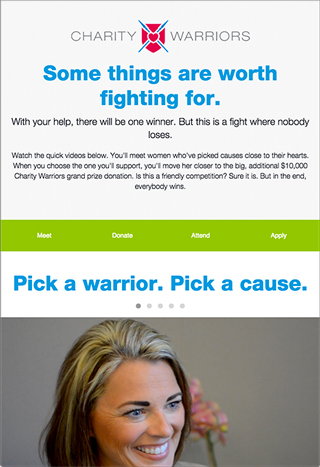 CHARITY WARRIORS
Some things are worth
fighting for.
With your help, there will be one winner. But this is a fight where nobody
loses.
Watch the quick videos below. You'll meet women who've picked causes close to their hearts.
When you choose the one you'll support, you'll move her closer to the big, additional $10,000
Charity Warriors grand prize donation. Is this a friendly competition? Sure it is. But in the end,
everybody wins.
Meet Donate Attend Apply
Pick a warrior. Pick a cause.